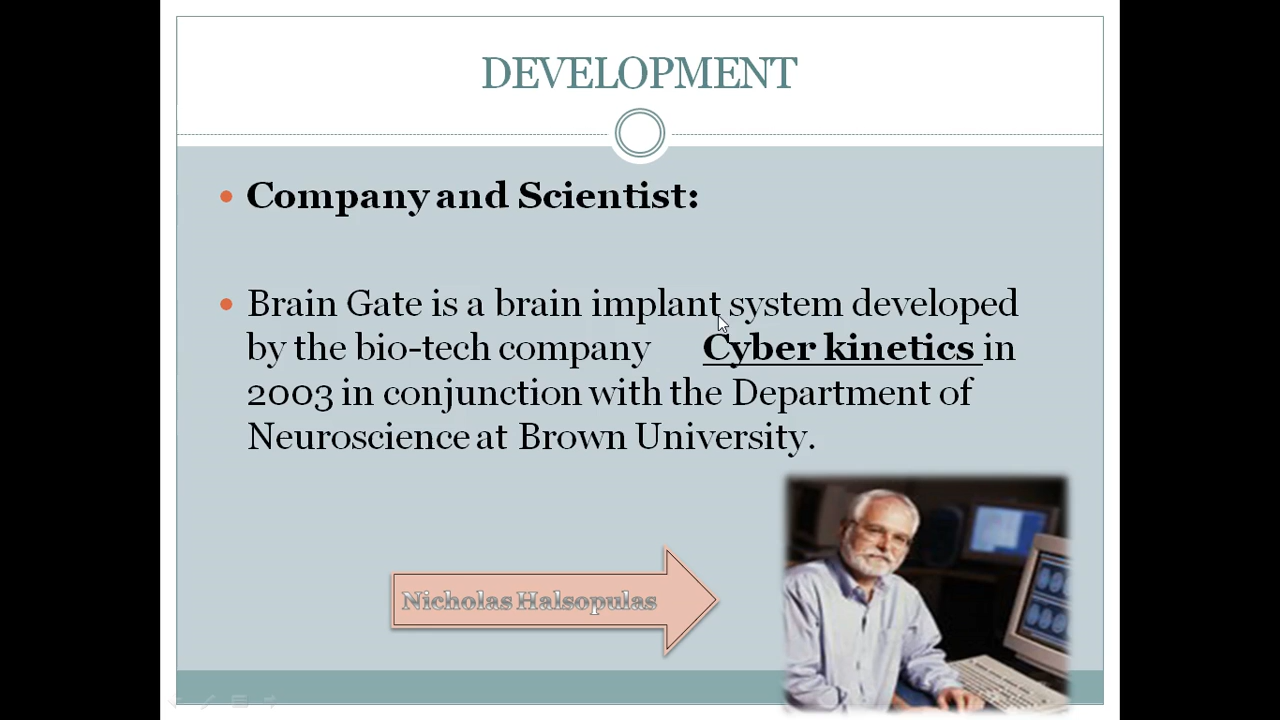 DEVELOPMENT
Company and Scientist:
Brain Gate is a brain implant system developed
by the bio-tech company Cyber kinetics in
2003 in conjunction with the Department of
Neuroscience at Brown University.
Nicholas Halsopulas